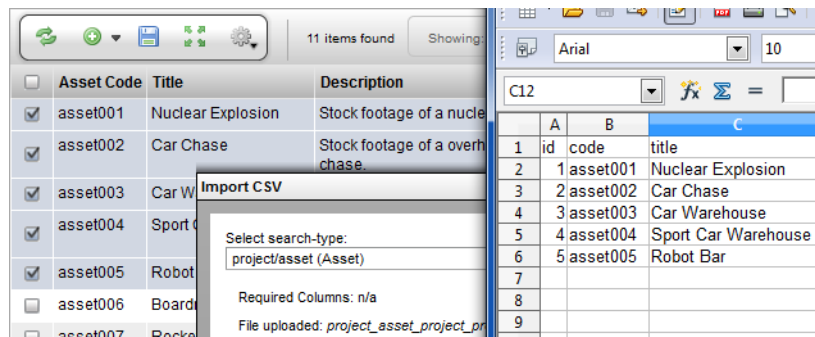 11 items found
Showing:
Asset Code Title Description
asset001 Nuclear Explosion Stock footage of a nucle
asset002 Car Chase Stock footage of a overh
chase.
asset003 Car W
asset004 Sport
asset005 Robot
asset006 Boardr
asset007 Rocke
Import CSV
Select search-type:
project/asset (Asset)
Required Columns: n/a
File uploaded: project_asset_project_pr
PDF
Arial 10
C12 fx Σ =
A B C
1 id code title
2 1 asset001 Nuclear Explosion
3 2 asset002 Car Chase
4 3 asset003 Car Warehouse
5 4 asset004 Sport Car Warehouse
6 5 asset005 Robot Bar
7
8
9